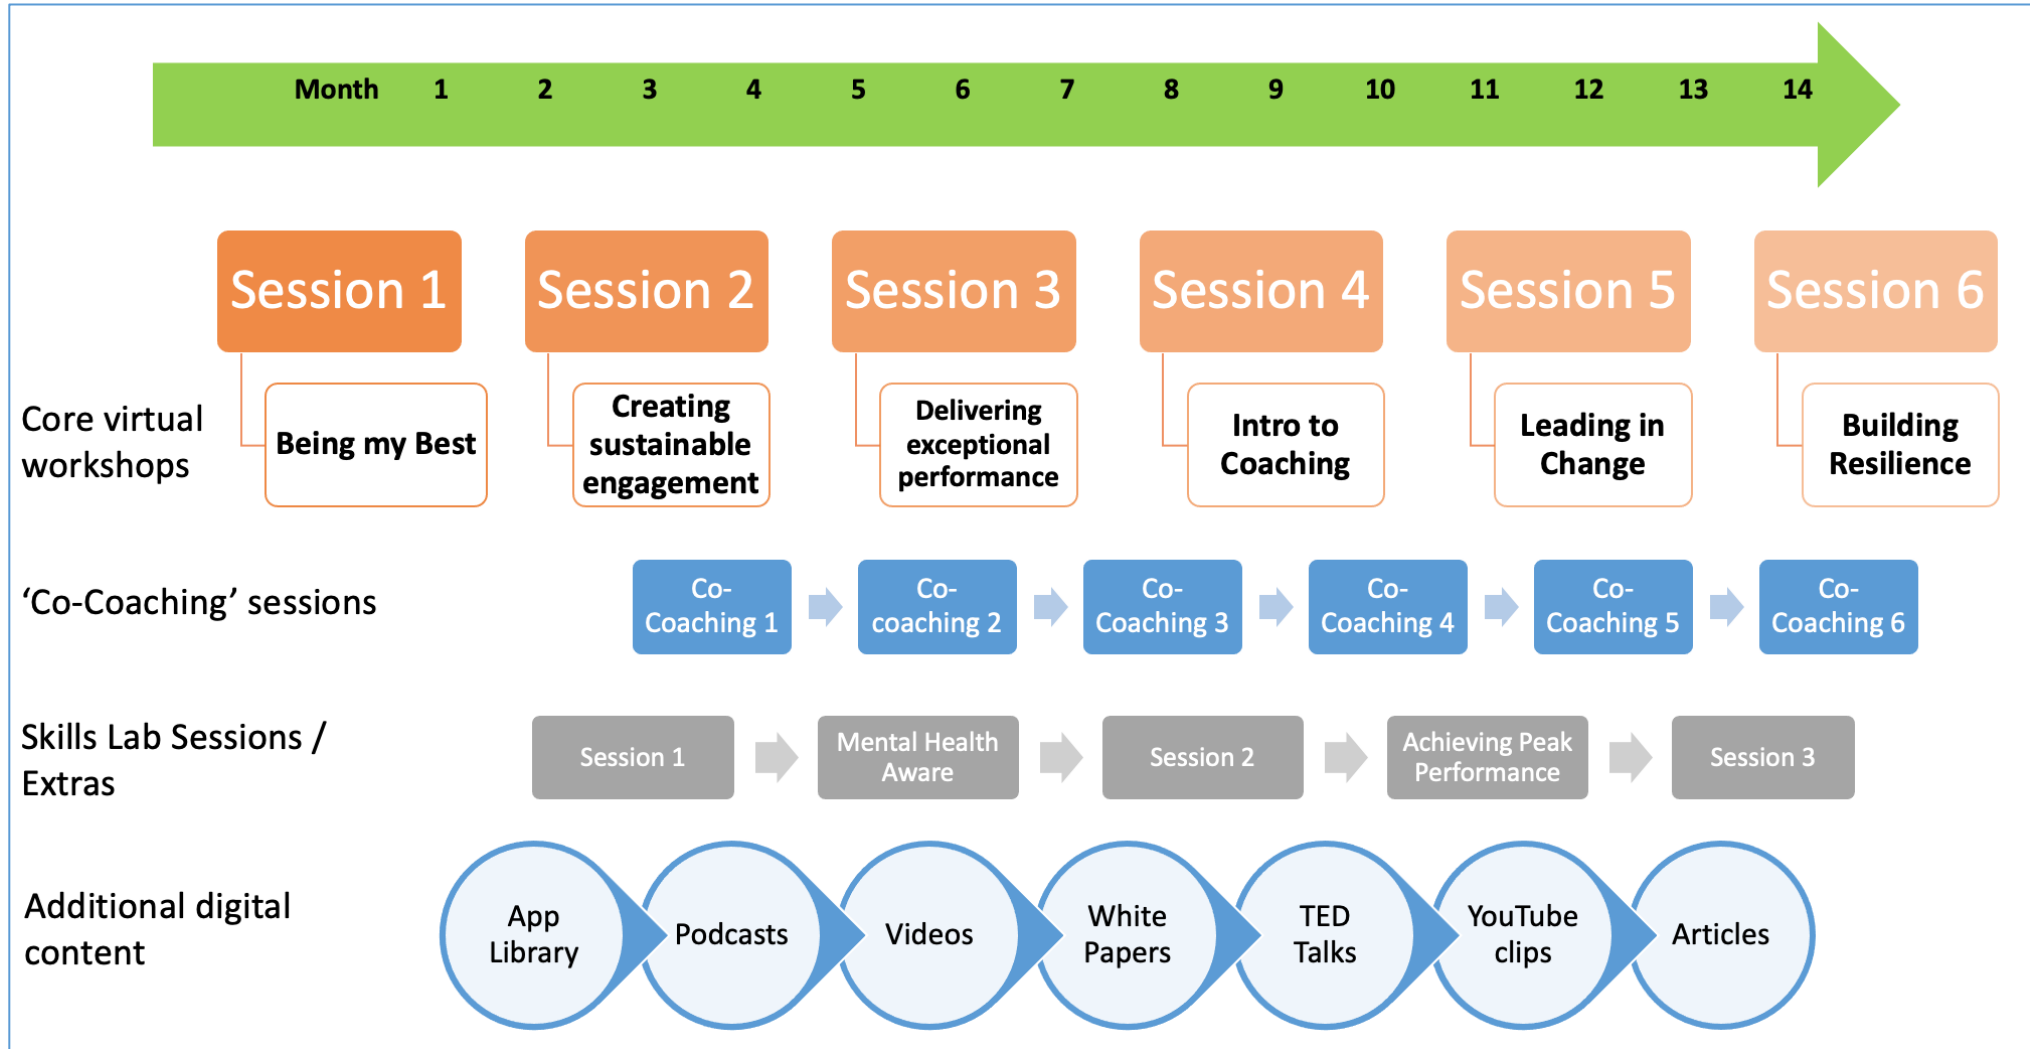 Month 1 2 3 4 5 6 7 8 9 10 11 12 13 14
Session 1
Session 2
Session 3
Session 4
Session 5
Session 6
Core virtual
workshops
Being my Best
Creating
sustainable
engagement
Delivering
exceptional
performance
Intro to
Coaching
Leading in
Change
Building
Resilience
‘Co-Coaching’ sessions
Co-
Coaching 1
Co-
coaching 2
Co-
Coaching 3
Co-
Coaching 4
Co-
Coaching 5
Co-
Coaching 6
Skills Lab Sessions /
Extras
Session 1
Mental Health
Aware
Session 2
Achieving Peak
Performance
Session 3
Additional digital
content
App
Library
Podcasts
Videos
White
Papers
TED
Talks
YouTube
clips
Articles